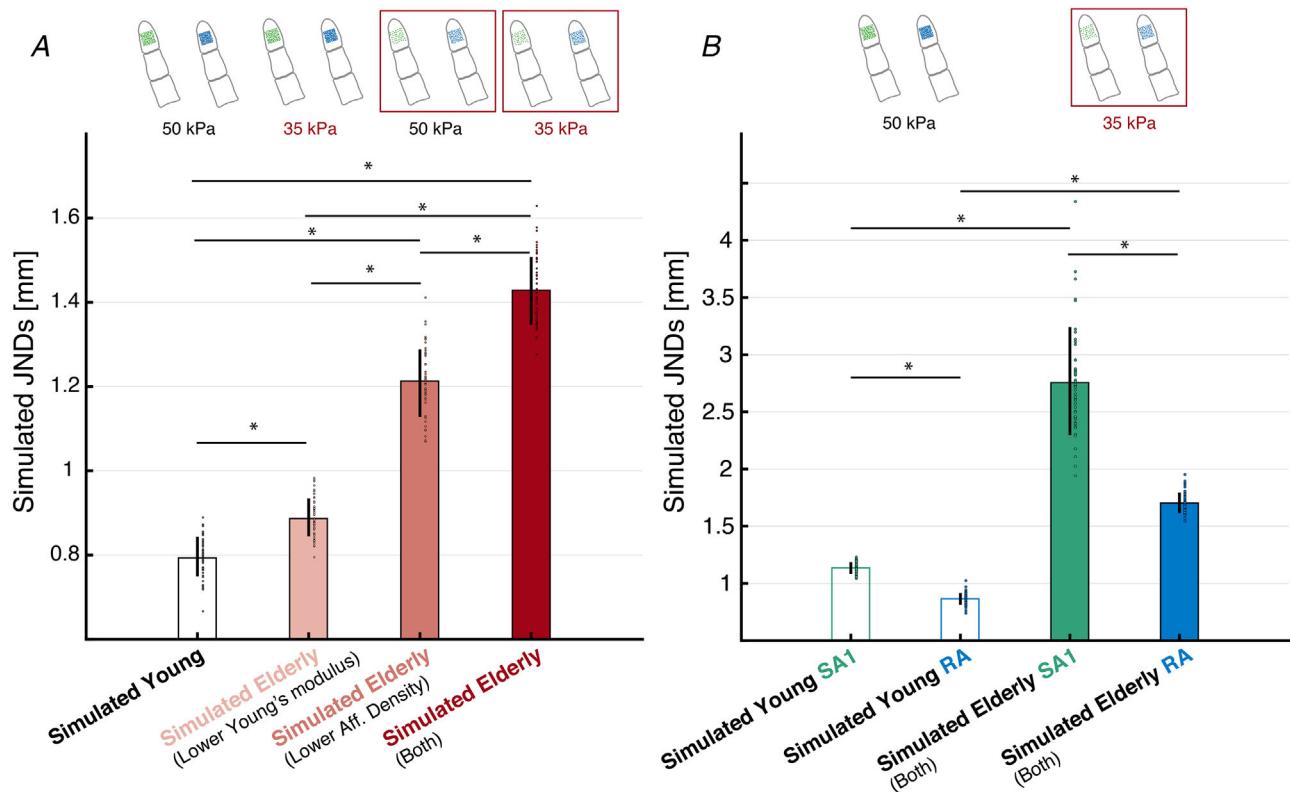 A
50 kPa
35 kPa
50 kPa
35 kPa
Simulated JNDs [mm]
1.6
1.4
1.2
1
0.8
*
*
*
*
*
*
Simulated Young
Simulated Elderly
(Lower Young's modulus)
Simulated Elderly
(Lower Aff. Density)
Simulated Elderly
(Both)
B
50 kPa
35 kPa
Simulated JNDs [mm]
4
3.5
3
2.5
2
1.5
1
*
*
*
*
Simulated Young SA1
Simulated Young RA
Simulated Elderly SA1
(Both)
Simulated Elderly RA
(Both)